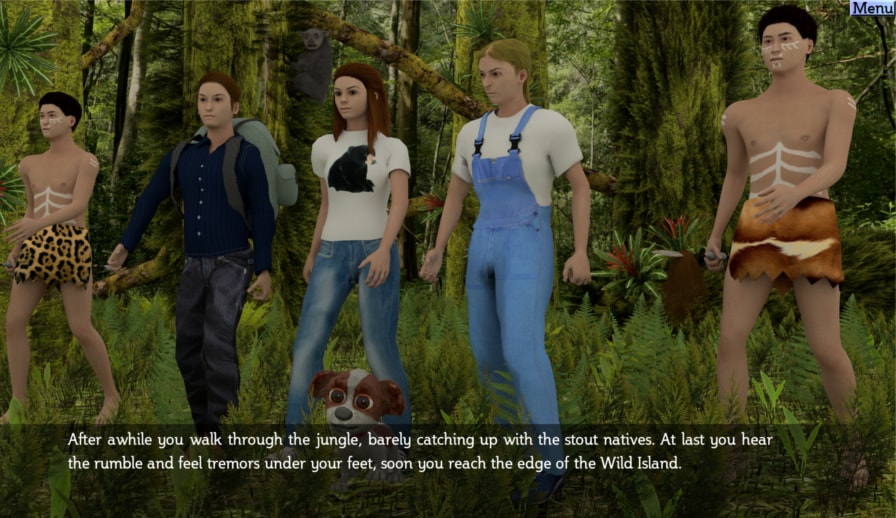 Menu
After awhile you walk through the jungle, barely catching up with the stout natives. At last you hear
the rumble and feel tremors under your feet, soon you reach the edge of the Wild Island.